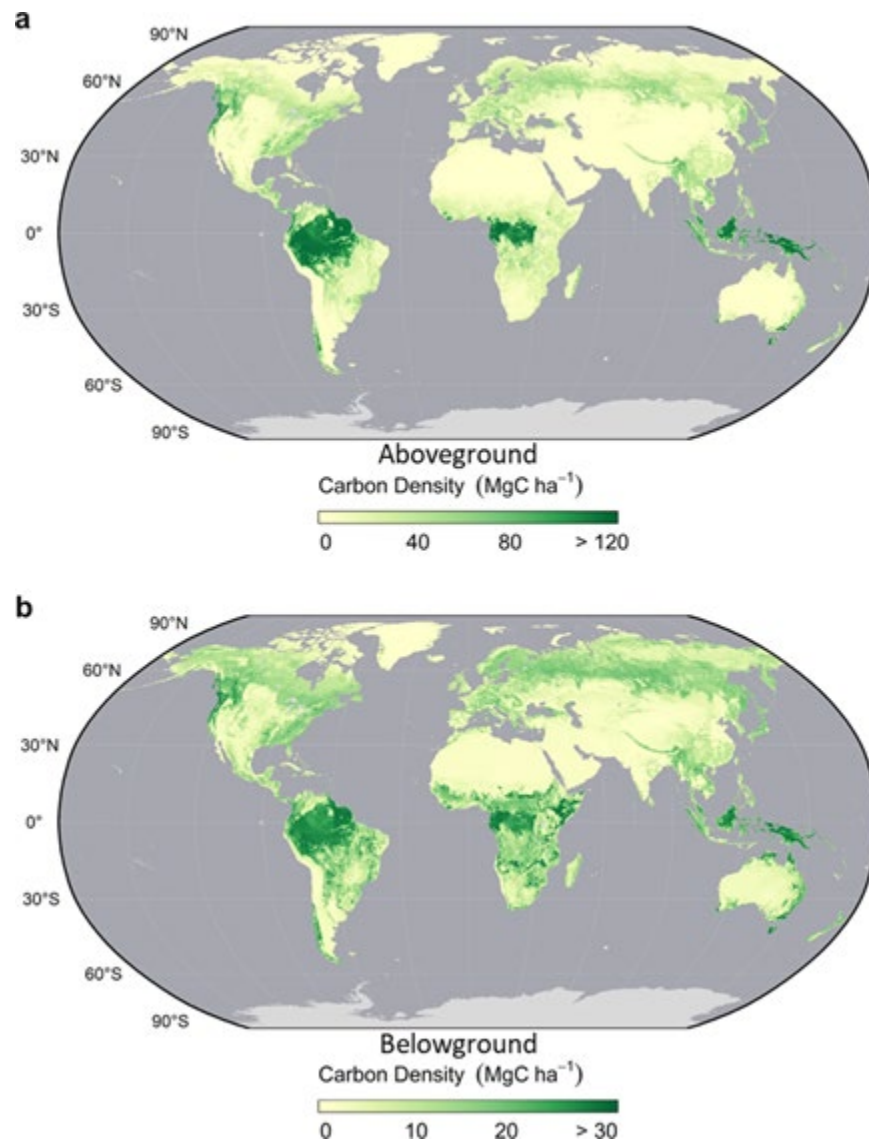 a
90°N
60°N
30°N
0°
30°S
60°S
90°S
Aboveground
Carbon Density (MgC ha⁻¹)
0 40 80 > 120
b
90°N
60°N
30°N
0°
30°S
60°S
90°S
Belowground
Carbon Density (MgC ha⁻¹)
0 10 20 > 30